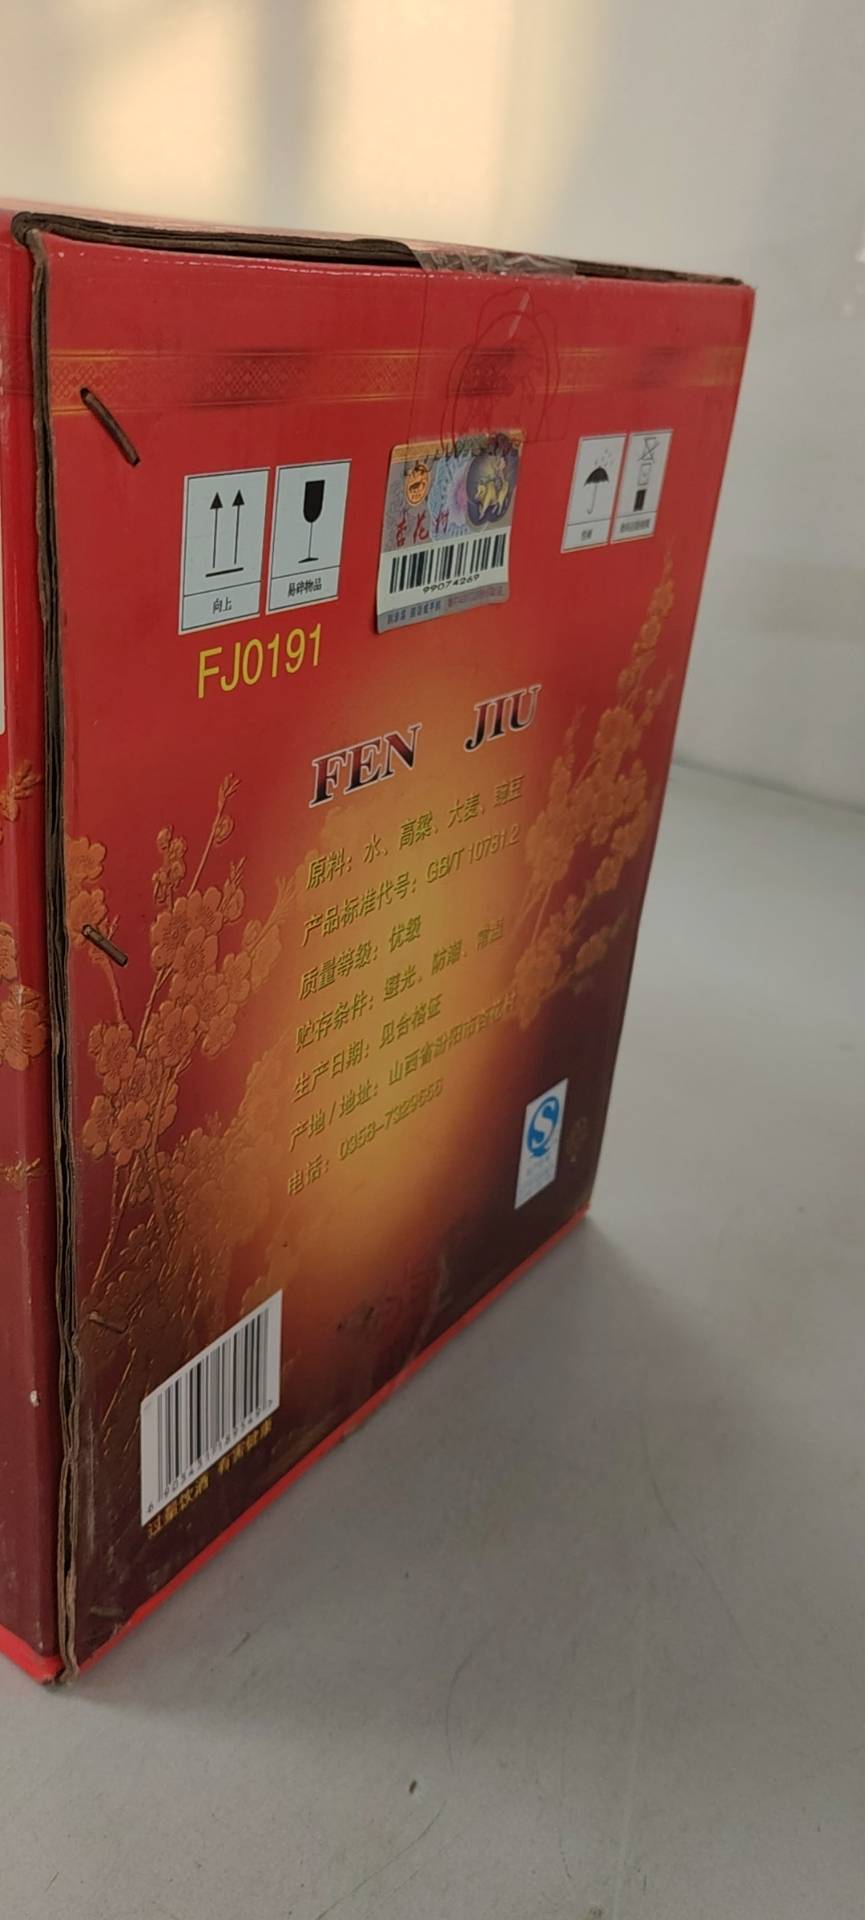 杏花村
99074269
向上
易碎物品
FJ0191
FEN JIU
原料：水、高粱、大麦、豌豆
产品标准代号：GB/T 10781.2
质量等级：优级
贮存条件：避光、防潮、常温
生产日期：见合格证
产地/地址：山西省汾阳市杏花村
电话：0358-7329666
过量饮酒 有害健康